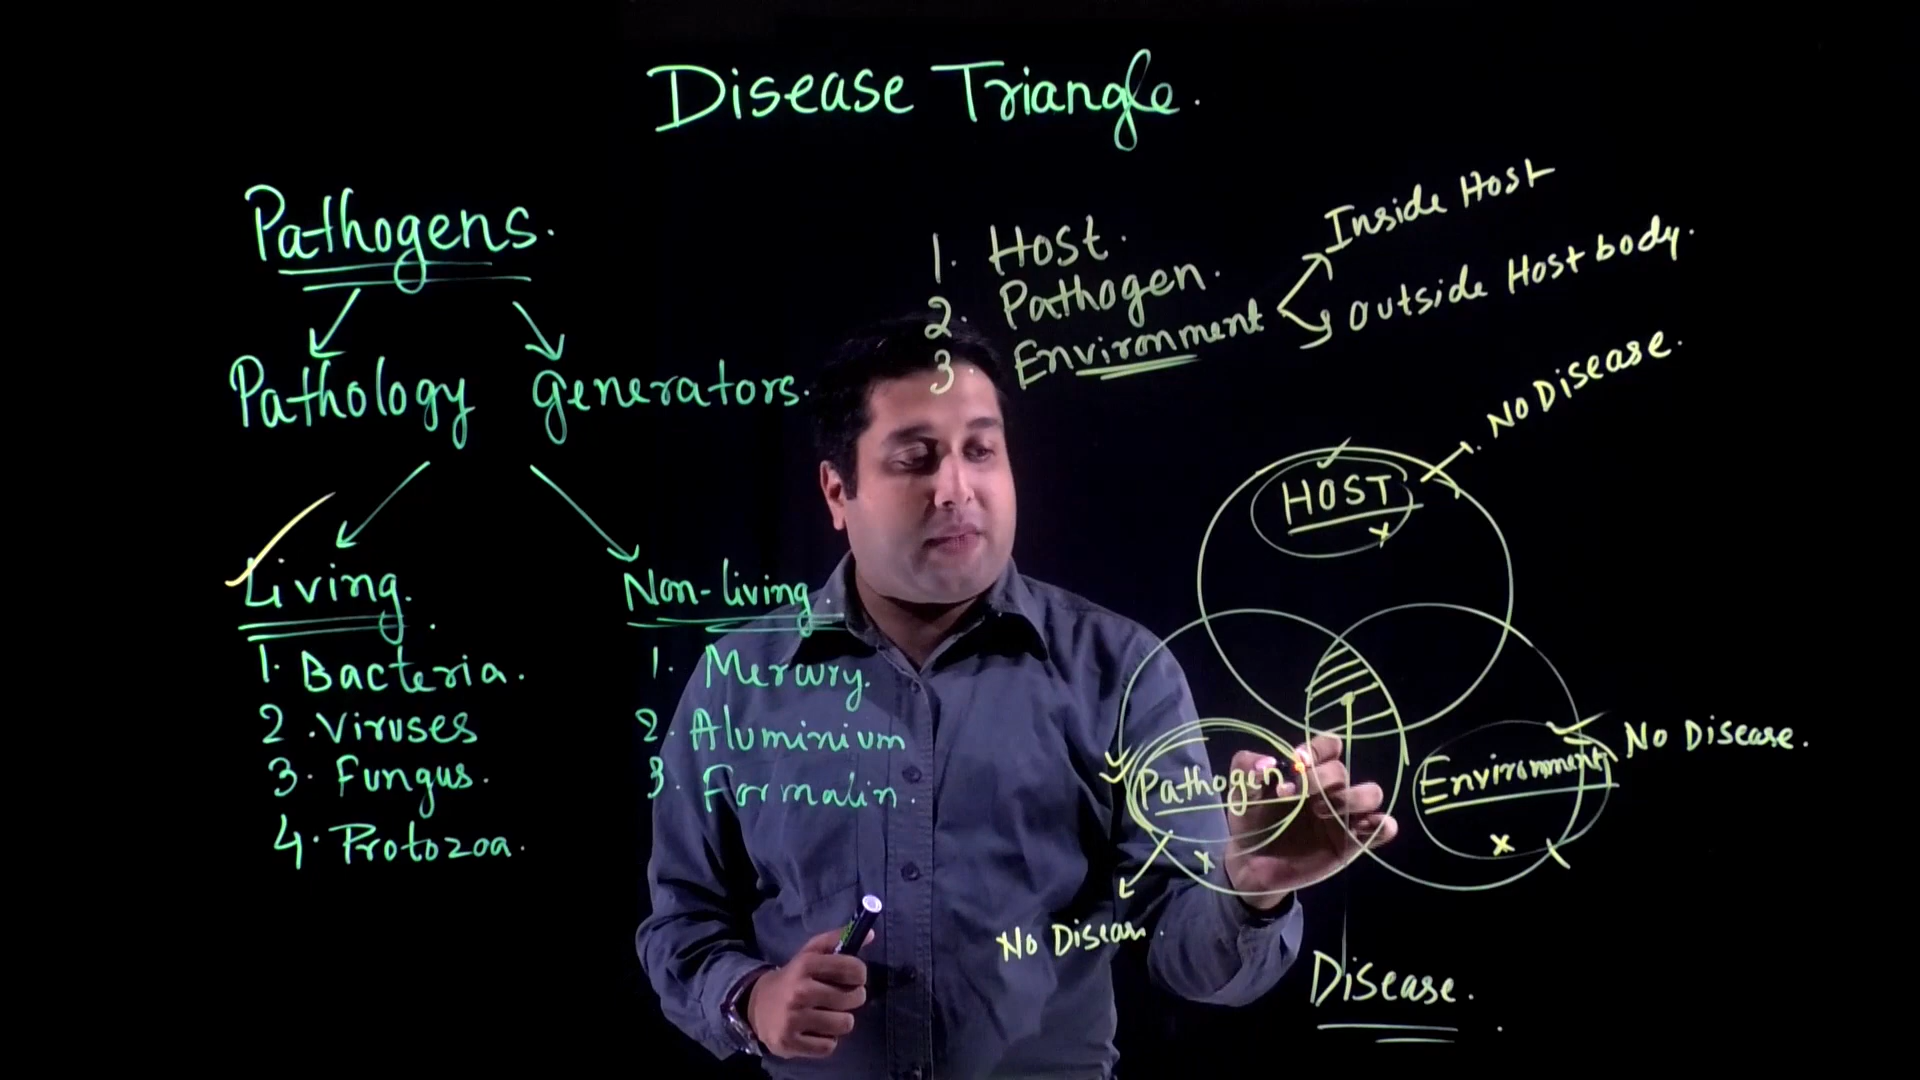 Disease Triangle.
Pathogens.
Pathology generators.
Living.
1. Bacteria.
2. Viruses
3. Fungus.
4. Protozoa.
Non-living.
1. Mercury.
2. Aluminium
3. Formalin.
1. Host.
2. Pathogen.
3. Environment
Inside Host
outside Host body.
HOST
x
No Disease.
Pathogen
x
No Disease.
Environment
x
No Disease.
Disease.